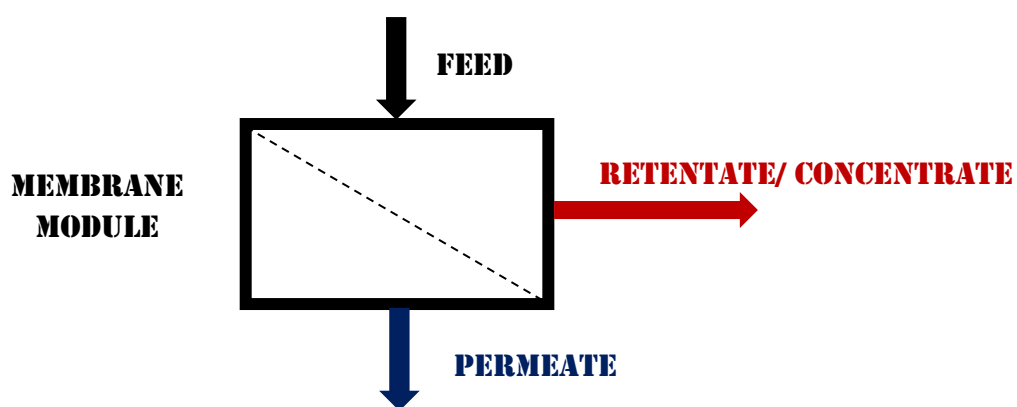 FEED
RETENTATE/ CONCENTRATE
MEMBRANE
MODULE
PERMEATE